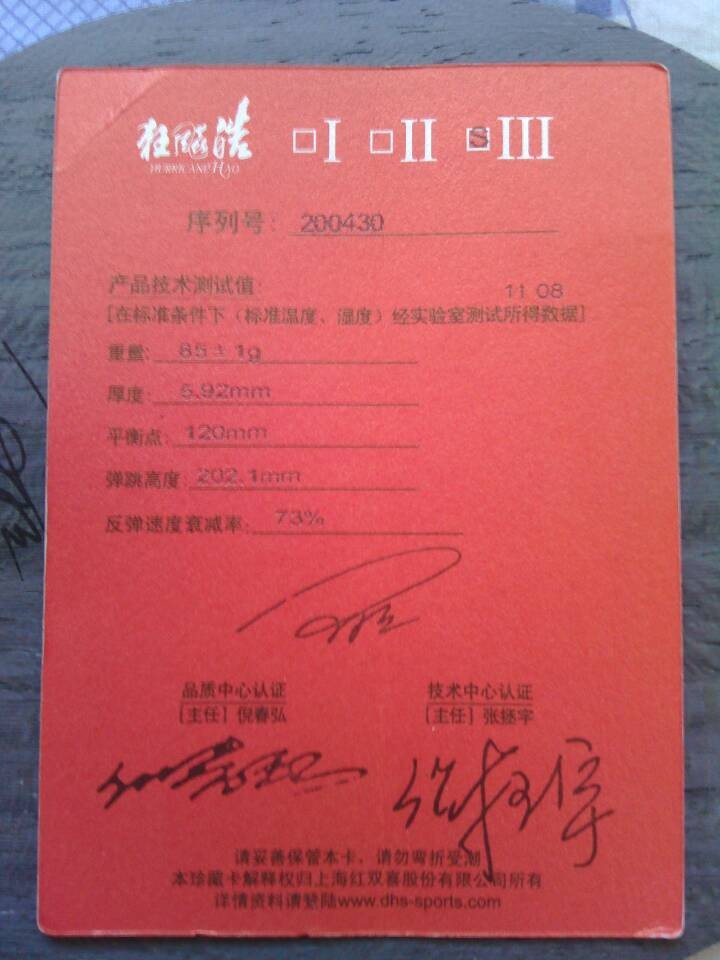 狂飚皓 □I □II SIII
HURRICANE HAO
序列号: 200430
产品技术测试值: 11 08
[在标准条件下（标准温度、湿度）经实验室测试所得数据]
重量: 85±1g
厚度: 5.92mm
平衡点: 120mm
弹跳高度: 202.1mm
反弹速度衰减率: 73%
品质中心认证 技术中心认证
[主任] 倪春弘 [主任] 张拯宇
请妥善保管本卡，请勿弯折受潮
本珍藏卡解释权归上海红双喜股份有限公司所有
详情资料请登陆www.dhs-sports.com